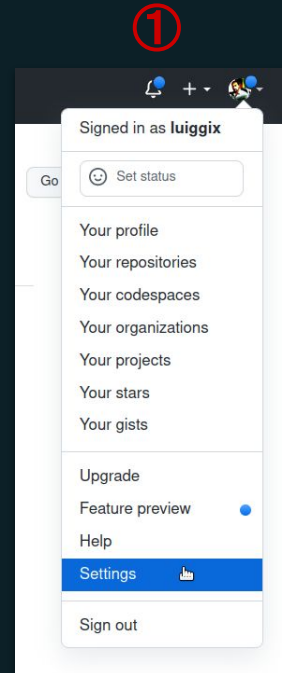 ①
Signed in as luiggix
Go
Set status
Your profile
Your repositories
Your codespaces
Your organizations
Your projects
Your stars
Your gists
Upgrade
Feature preview
Help
Settings
Sign out